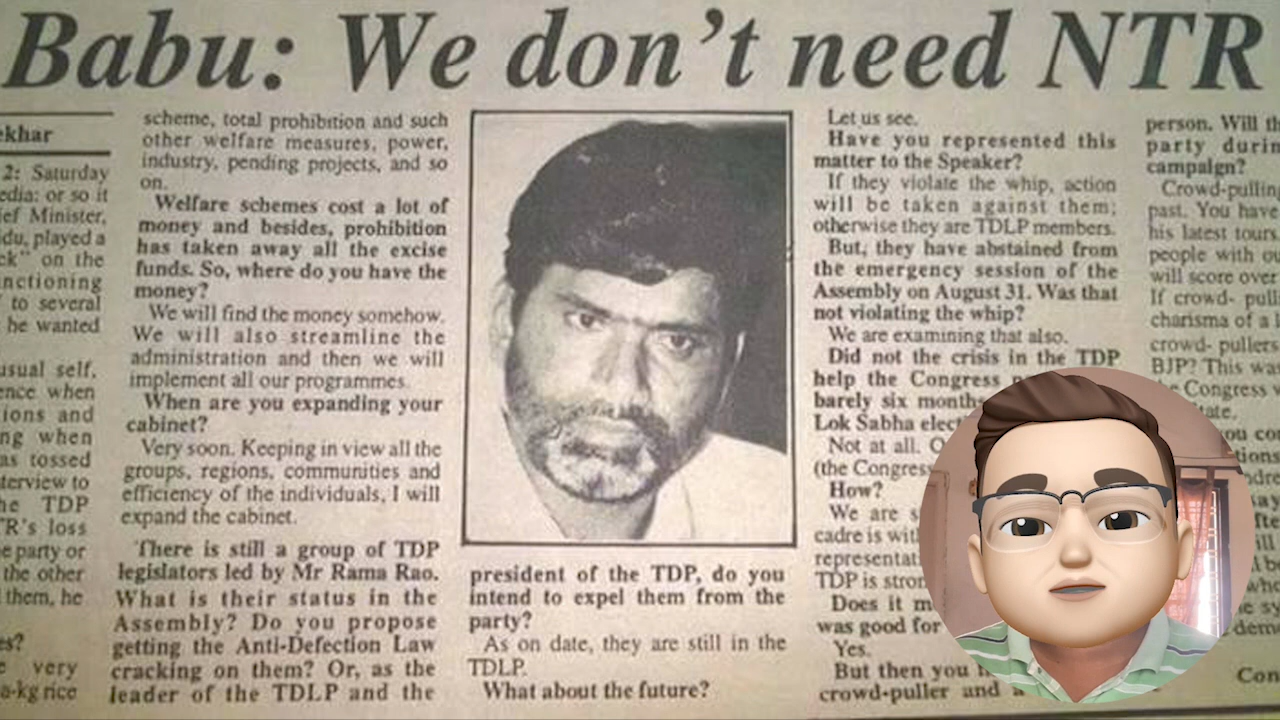 Babu: We don't need NTR
ekhar
2: Saturday
edia: or so it
ief Minister,
idu, played a
ck" on the
nctioning
to several
he wanted
usual self.
ence when
ions and
ng when
as tossed
terview to
he TDP
TR's loss
e party or
the other
them, he
es?
very
a-kg rice
scheme, total prohibition and such
other welfare measures, power,
industry, pending projects, and so
on.
Welfare schemes cost a lot of
money and besides, prohibition
has taken away all the excise
funds. So, where do you have the
money?
We will find the money somehow.
We will also streamline the
administration and then we will
implement all our programmes.
When are you expanding your
cabinet?
Very soon. Keeping in view all the
groups, regions, communities and
efficiency of the individuals, I will
expand the cabinet.
There is still a group of TDP
legislators led by Mr Rama Rao.
What is their status in the
Assembly? Do you propose
getting the Anti-Defection Law
cracking on them? Or, as the
leader of the TDLP and the
president of the TDP, do you
intend to expel them from the
party?
As on date, they are still in the
TDLP.
What about the future?
Let us see.
Have you represented this
matter to the Speaker?
If they violate the whip, action
will be taken against them;
otherwise they are TDLP members.
But, they have abstained from
the emergency session of the
Assembly on August 31. Was that
not violating the whip?
We are examining that also.
Did not the crisis in the TDP
help the Congress
barely six month
Lok Sabha elect
Not at all.
(the Congres
How?
We are
cadre is wit
representat
TDP is stron
Does it
was good for
Yes.
But then you
crowd-puller and
person. Will th
party durin
campaign?
Crowd-pulling
past. You have
his latest tours.
people with ou
will score over
If crowd- pull
charisma of a l
crowd- pullers
BJP? This wa
Congress
tate.
ou co
tions
Con